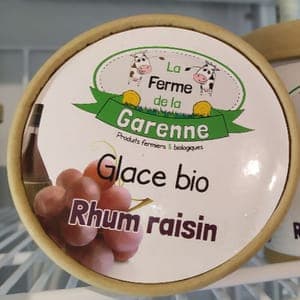 La
Ferme
de la
Garenne
Produits fermiers & biologiques
Glace bio
Rhum raisin